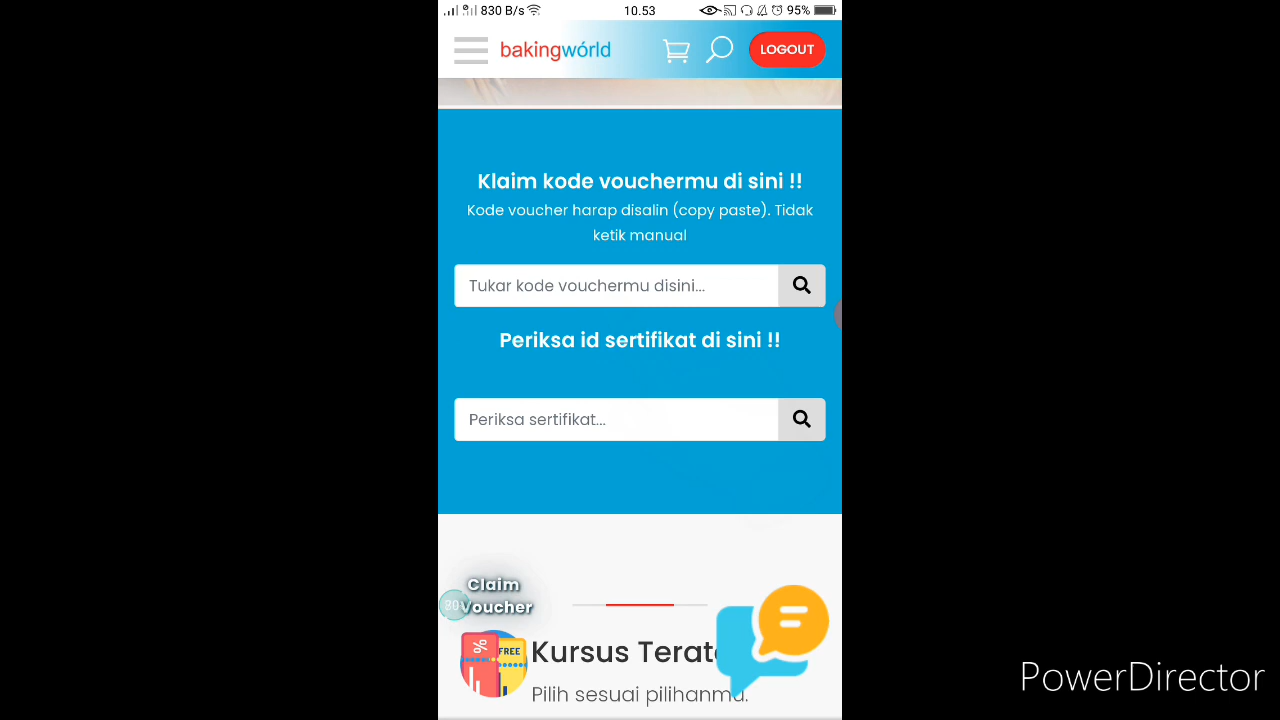 830 B/s 10.53 95%
bakingwórld
LOGOUT
Klaim kode vouchermu di sini !!
Kode voucher harap disalin (copy paste). Tidak
ketik manual
Tukar kode vouchermu disini...
Periksa id sertifikat di sini !!
Periksa sertifikat...
Claim
Voucher
80%
%
FREE
Kursus Terat
Pilih sesuai pilihanmu.
PowerDirector